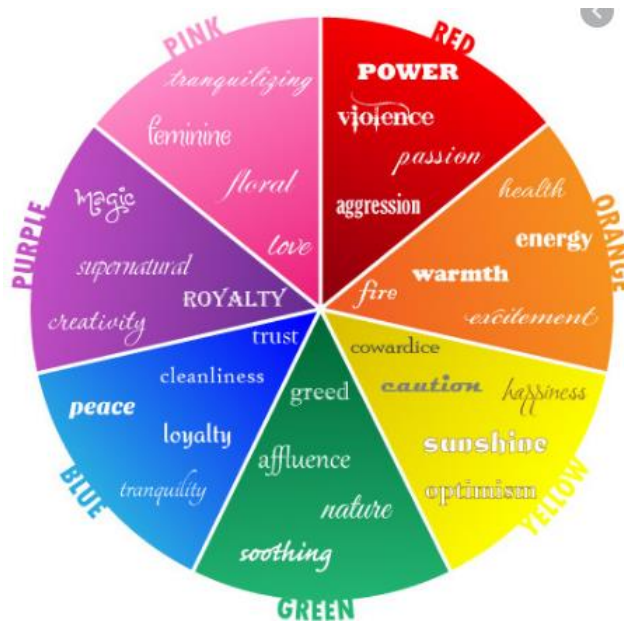 PINK
tranquilizing
feminine
floral
love
RED
POWER
violence
passion
aggression
ORANGE
health
energy
warmth
fire
excitement
YELLOW
cowardice
caution
happiness
sunshine
optimism
GREEN
greed
affluence
nature
soothing
BLUE
trust
cleanliness
peace
loyalty
tranquility
PURPLE
magic
supernatural
ROYALTY
creativity